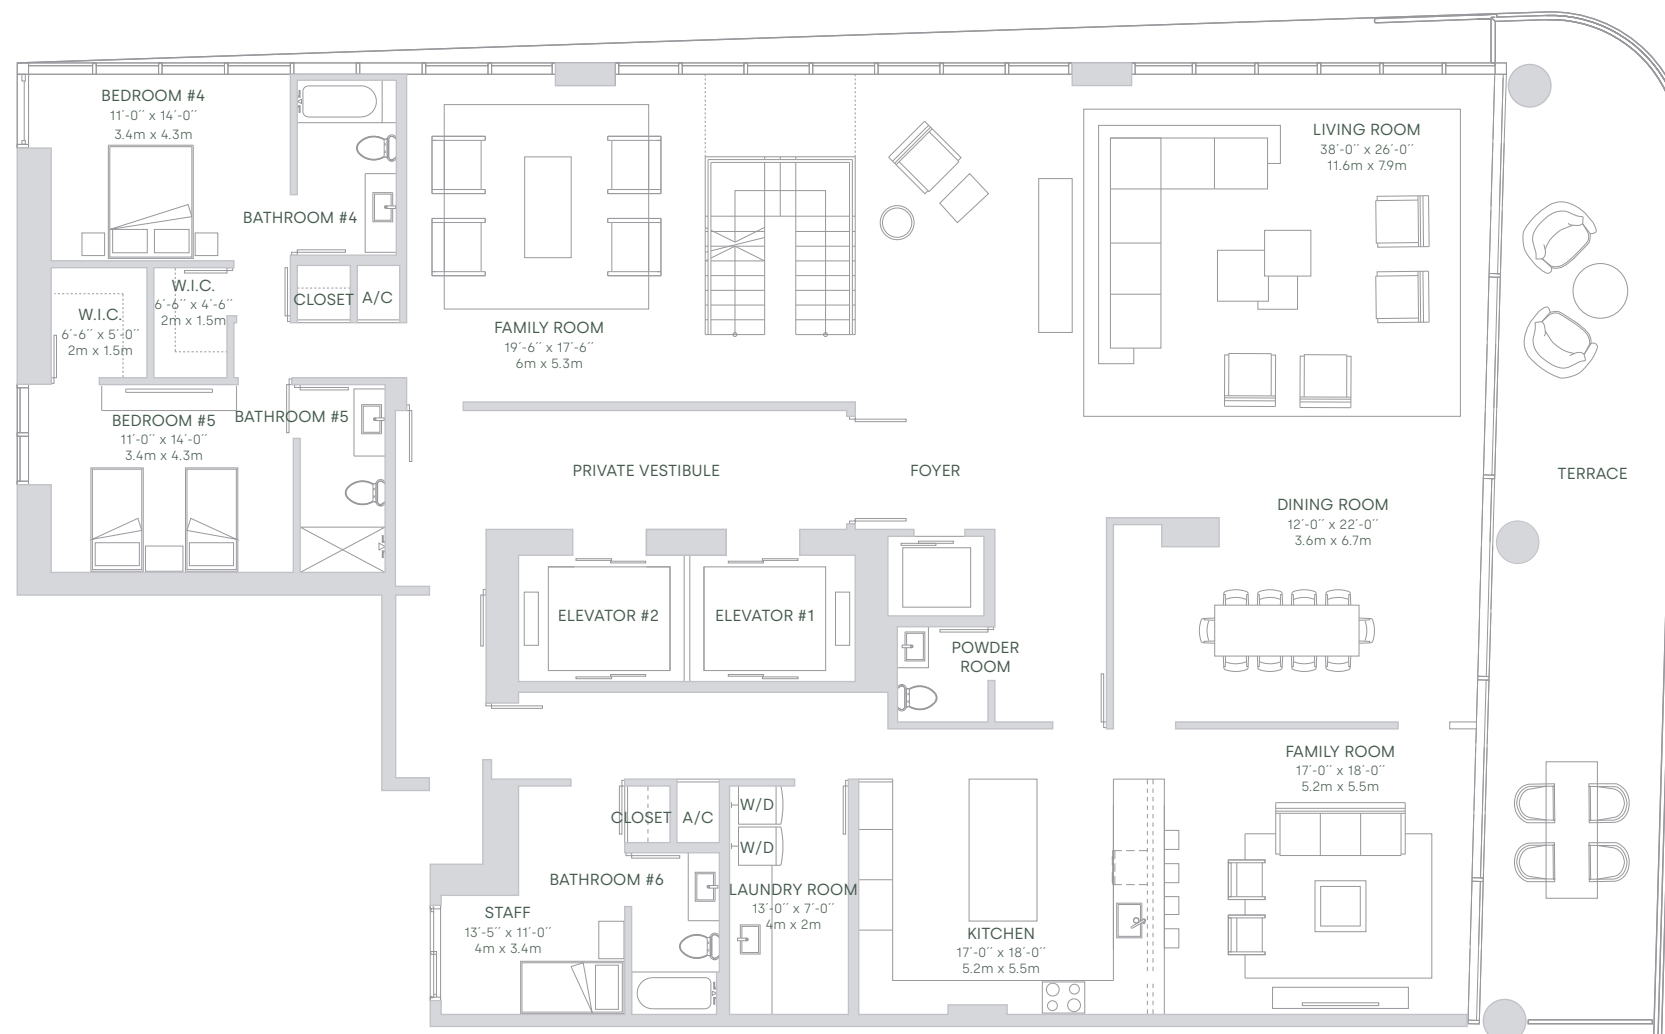 BEDROOM #4
11´-0´´ x 14´-0´´
3.4m x 4.3m
BATHROOM #4
W.I.C.
6´-6´´ x 4´-6´´
2m x 1.5m
CLOSET
A/C
W.I.C.
6´-6´´ x 5´-0´´
2m x 1.5m
FAMILY ROOM
19´-6´´ x 17´-6´´
6m x 5.3m
LIVING ROOM
38´-0´´ x 26´-0´´
11.6m x 7.9m
BEDROOM #5
11´-0´´ x 14´-0´´
3.4m x 4.3m
BATHROOM #5
PRIVATE VESTIBULE
FOYER
TERRACE
DINING ROOM
12´-0´´ x 22´-0´´
3.6m x 6.7m
ELEVATOR #2
ELEVATOR #1
POWDER
ROOM
FAMILY ROOM
17´-0´´ x 18´-0´´
5.2m x 5.5m
CLOSET
A/C
W/D
W/D
BATHROOM #6
LAUNDRY ROOM
13´-0´´ x 7´-0´´
4m x 2m
STAFF
13´-5´´ x 11´-0´´
4m x 3.4m
KITCHEN
17´-0´´ x 18´-0´´
5.2m x 5.5m